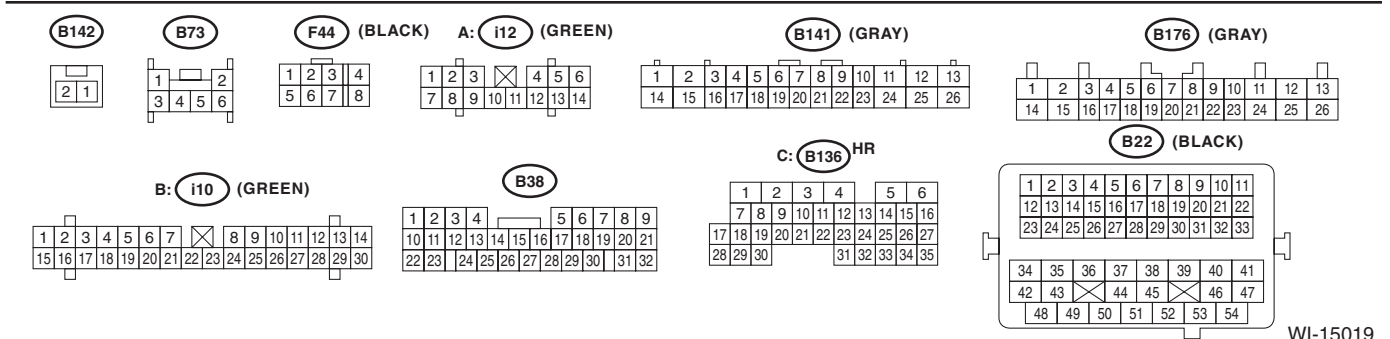 B142
B73
F44 (BLACK)
A: i12 (GREEN)
B141 (GRAY)
B176 (GRAY)
2 1
1 2
3 4 5 6
1 2 3 4
5 6 7 8
1 2 3 4 5 6
7 8 9 10 11 12 13 14
1 2 3 4 5 6 7 8 9 10 11 12 13
14 15 16 17 18 19 20 21 22 23 24 25 26
1 2 3 4 5 6 7 8 9 10 11 12 13
14 15 16 17 18 19 20 21 22 23 24 25 26
B: i10 (GREEN)
B38
C: B136 HR
B22 (BLACK)
1 2 3 4 5 6 7 8 9 10 11 12 13 14
15 16 17 18 19 20 21 22 23 24 25 26 27 28 29 30
1 2 3 4 5 6 7 8 9
10 11 12 13 14 15 16 17 18 19 20 21
22 23 24 25 26 27 28 29 30 31 32
1 2 3 4 5 6
7 8 9 10 11 12 13 14 15 16
17 18 19 20 21 22 23 24 25 26 27
28 29 30 31 32 33 34 35
1 2 3 4 5 6 7 8 9 10 11
12 13 14 15 16 17 18 19 20 21 22
23 24 25 26 27 28 29 30 31 32 33
34 35 36 37 38 39 40 41
42 43 44 45 46 47
48 49 50 51 52 53 54
WI-15019